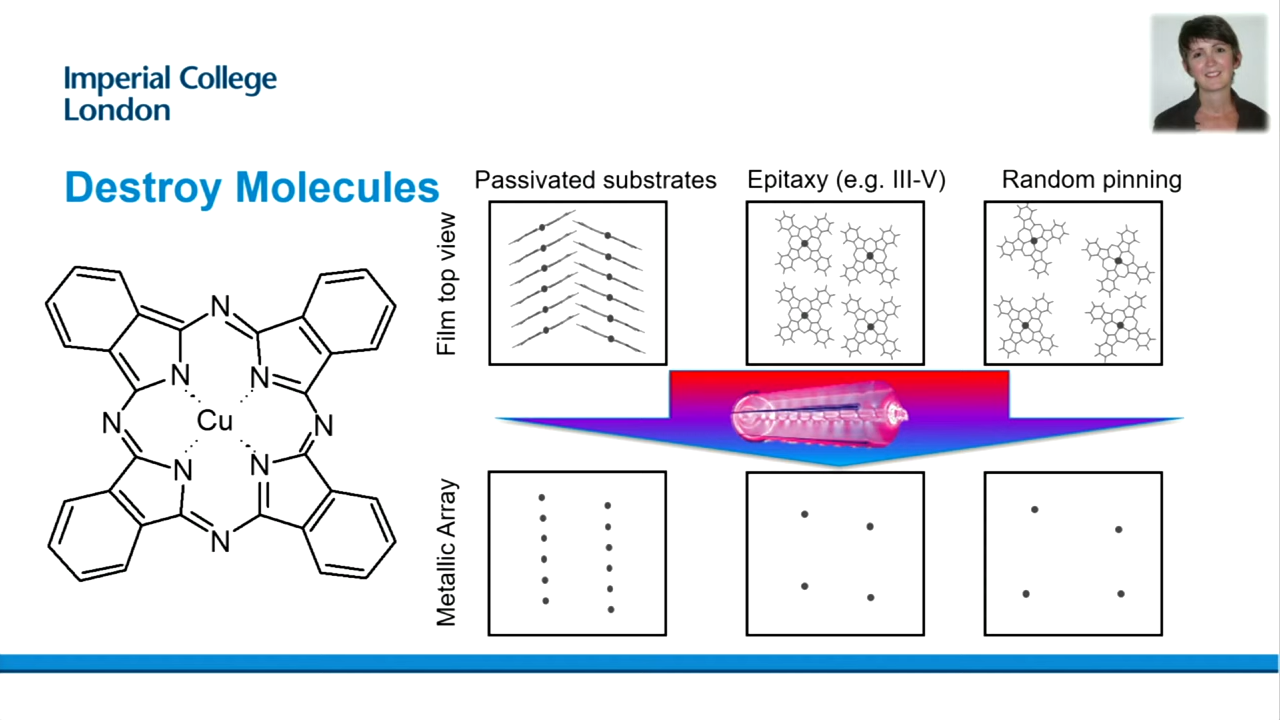 Imperial College
London
Destroy Molecules
Passivated substrates
Epitaxy (e.g. III-V)
Random pinning
Film top view
N
N
N
N
Cu
N
N
N
N
Metallic Array